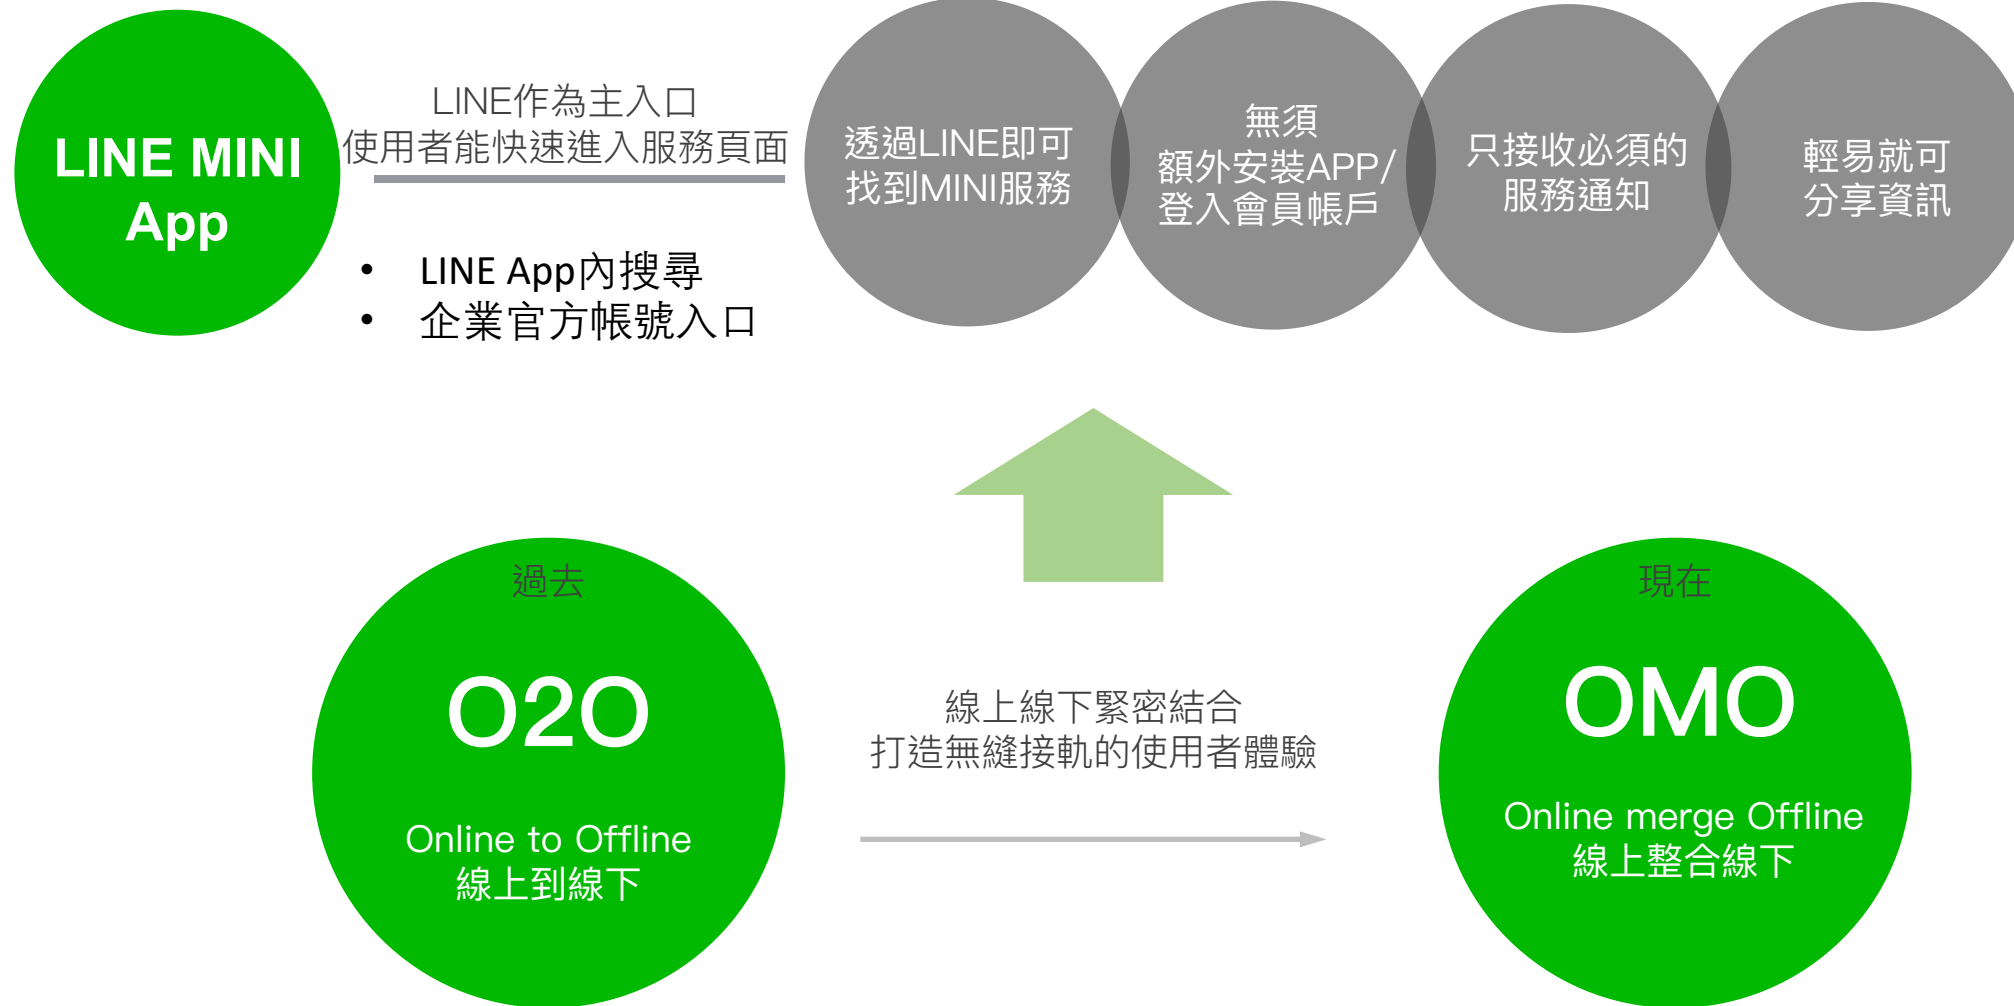 LINE MINI
App
LINE作為主入口
使用者能快速進入服務頁面
• LINE App內搜尋
• 企業官方帳號入口
透過LINE即可
找到MINI服務
無須
額外安裝APP/
登入會員帳戶
只接收必須的
服務通知
輕易就可
分享資訊
過去
O2O
Online to Offline
線上到線下
線上線下緊密結合
打造無縫接軌的使用者體驗
現在
OMO
Online merge Offline
線上整合線下